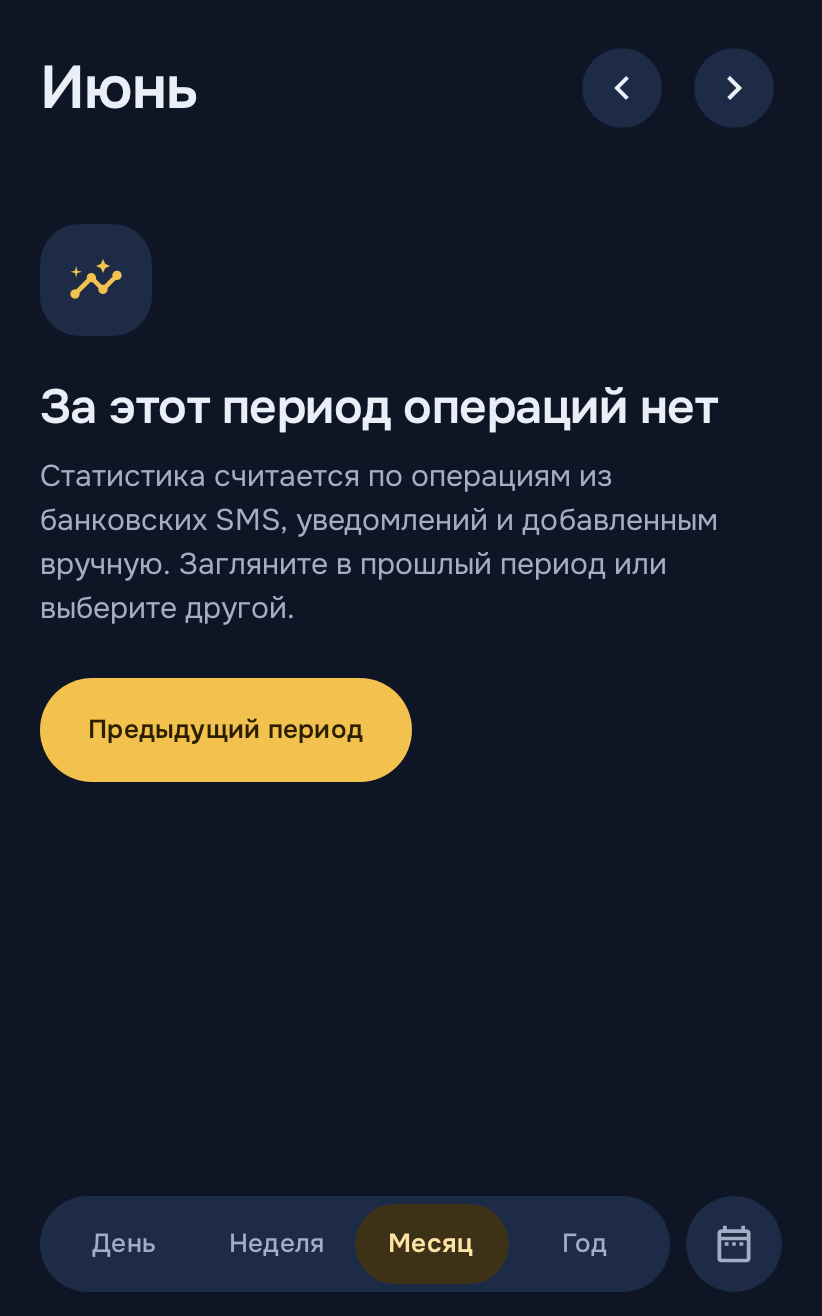 Июнь
За этот период операций нет
Статистика считается по операциям из
банковских SMS, уведомлений и добавленным
вручную. Загляните в прошлый период или
выберите другой.
Предыдущий период
День Неделя Месяц Год